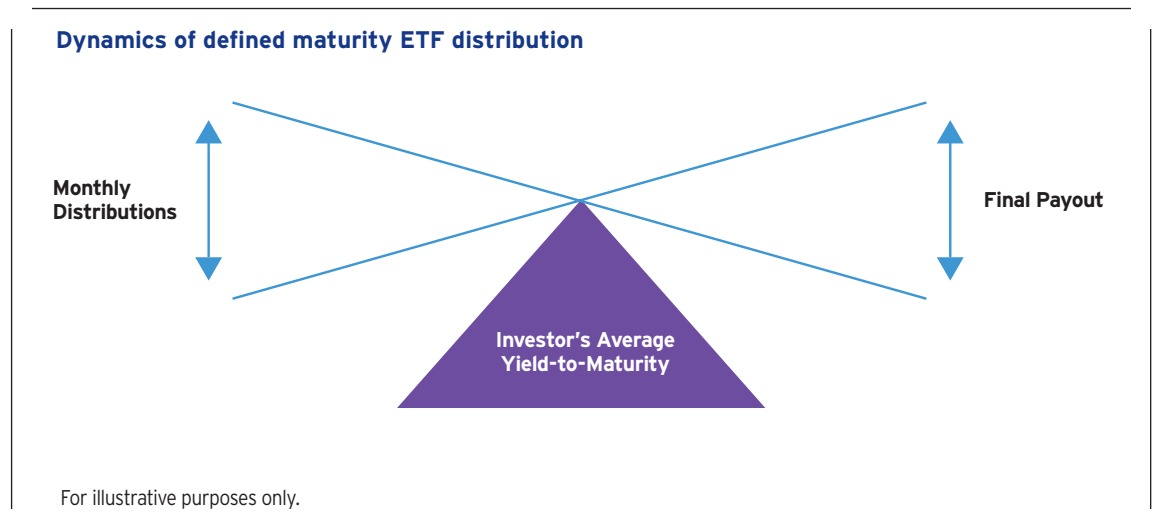 Dynamics of defined maturity ETF distribution
Monthly
Distributions
Final Payout
Investor's Average
Yield-to-Maturity
For illustrative purposes only.